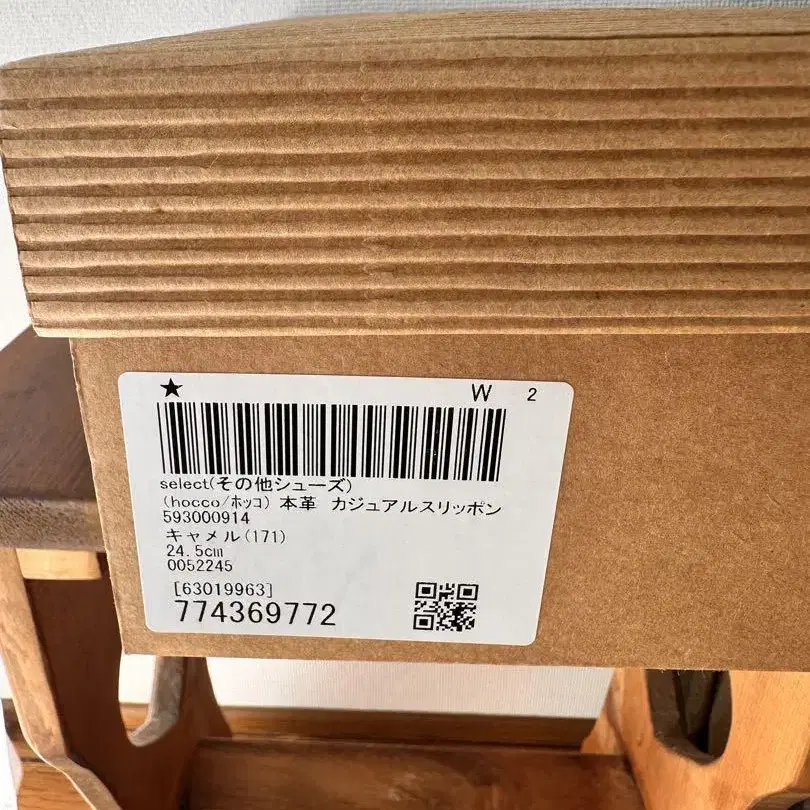 ★ W 2
select(その他シューズ)
(hocco/ﾎｯｺ) 本革 カジュアルスリッポン
593000914
キャメル(171)
24.5cm
0052245
[63019963]
774369772